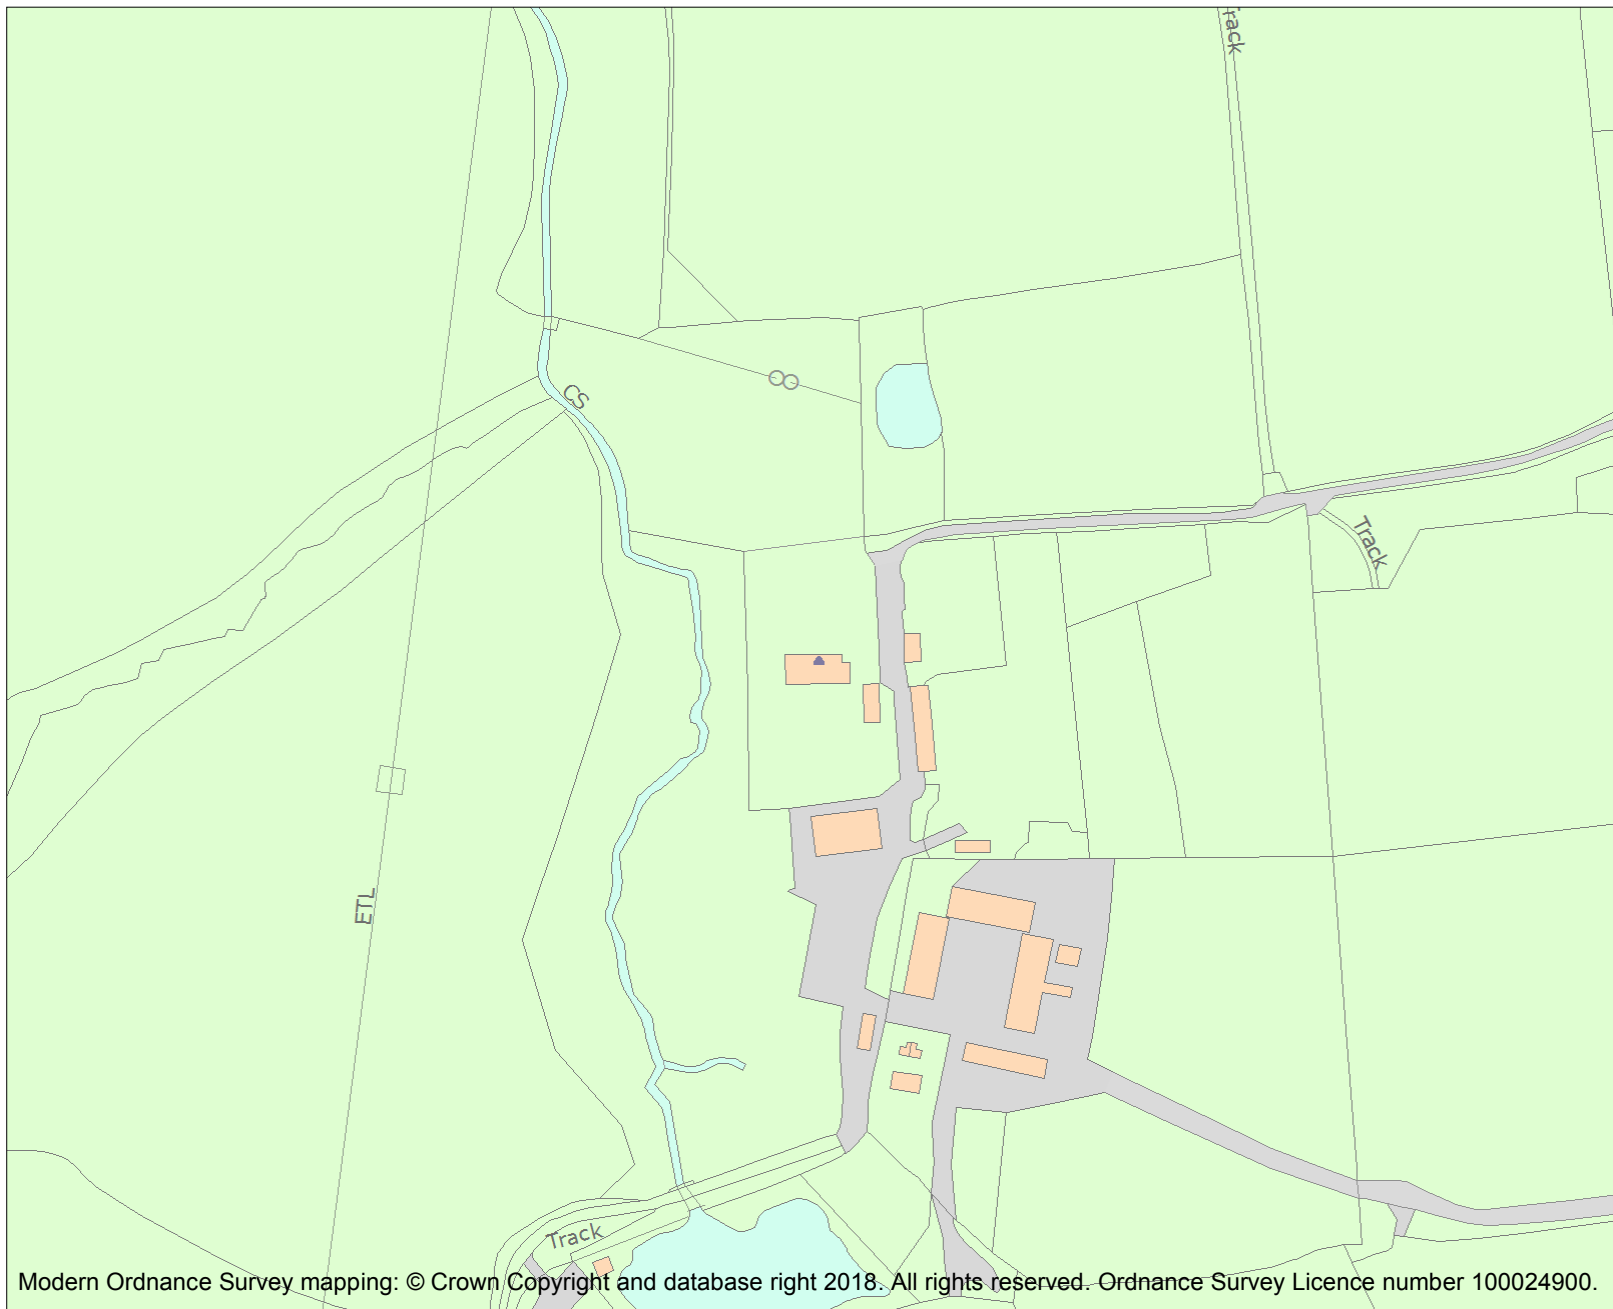 Track
CS
Track
ETL
Track
Modern Ordnance Survey mapping: © Crown Copyright and database right 2018. All rights reserved. Ordnance Survey Licence number 100024900.